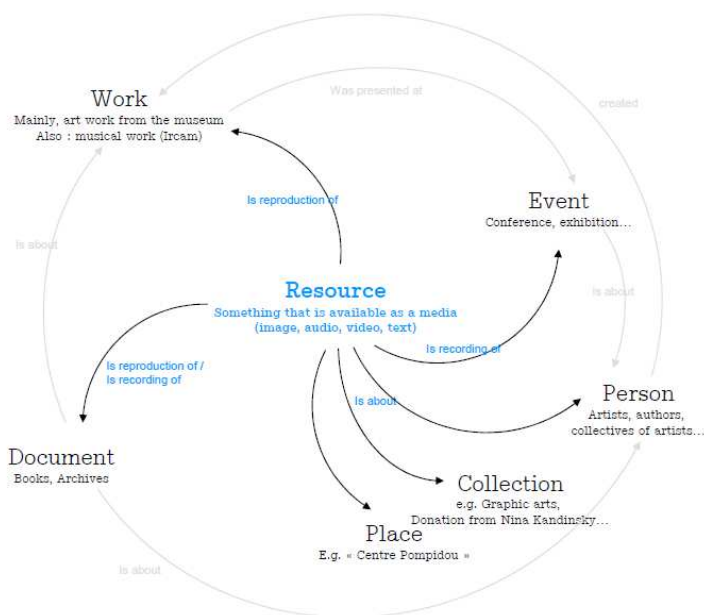 Work
Mainly, art work from the museum
Also : musical work (Ircam)
Was presented at
created
Is reproduction of
Event
Conference, exhibition...
Is about
Resource
Something that is available as a media
(image, audio, video, text)
Is about
Is recording of
Is reproduction of /
Is recording of
Person
Artists, authors,
collectives of artists...
Is about
Document
Books, Archives
Collection
e.g. Graphic arts,
Donation from Nina Kandinsky...
Place
E.g. « Centre Pompidou »
Is about